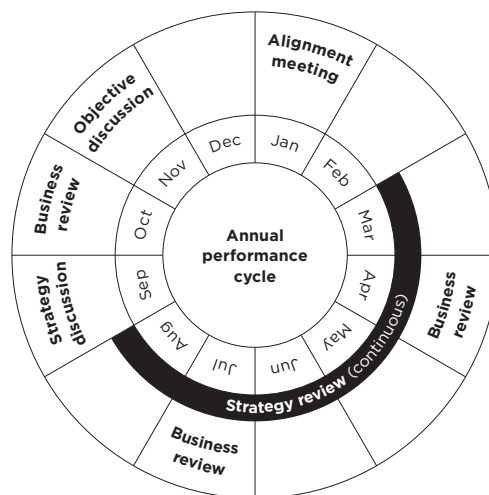 Alignment
meeting
Objective
discussion
Business
review
Strategy
discussion
Business
review
Business
review
Jan
Feb
Mar
Apr
May
Jun
Jul
Aug
Sep
Oct
Nov
Dec
Annual
performance
cycle
Strategy review (continuous)